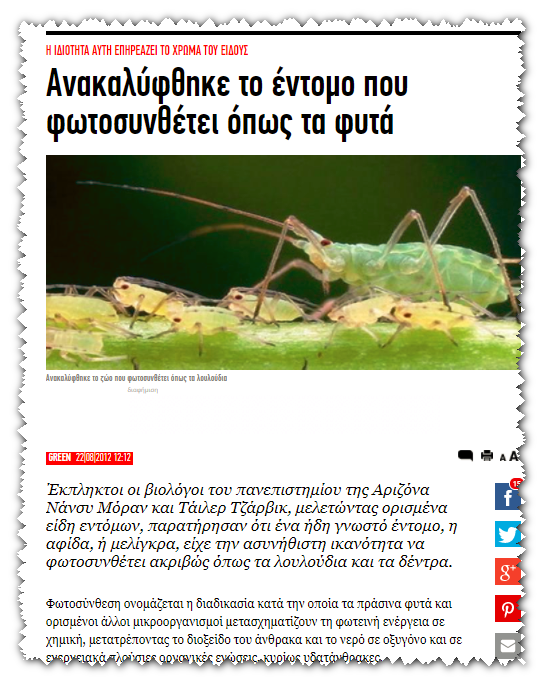 Η ΙΔΙΟΤΗΤΑ ΑΥΤΗ ΕΠΗΡΕΑΖΕΙ ΤΟ ΧΡΩΜΑ ΤΟΥ ΕΙΔΟΥΣ
Ανακαλύφθηκε το έντομο που
φωτοσυνθέτει όπως τα φυτά
Ανακαλύφθηκε το ζώο που φωτοσυνθέτει όπως τα λουλούδια
διαφήμιση
GREEN 22|08|2012 12:12
A A
15
Έκπληκτοι οι βιολόγοι του πανεπιστημίου της Αριζόνα
Νάνσυ Μόραν και Τάιλερ Τζάρβικ, μελετώντας ορισμένα
είδη εντόμων, παρατήρησαν ότι ένα ήδη γνωστό έντομο, η
αφίδα, ή μελίγκρα, είχε την ασυνήθιστη ικανότητα να
φωτοσυνθέτει ακριβώς όπως τα λουλούδια και τα δέντρα.
Φωτοσύνθεση ονομάζεται η διαδικασία κατά την οποία τα πράσινα φυτά και
ορισμένοι άλλοι μικροοργανισμοί μετασχηματίζουν τη φωτεινή ενέργεια σε
χημική, μετατρέποντας το διοξείδιο του άνθρακα και το νερό σε οξυγόνο και σε
ενεργειακά πλούσιες οργανικές ενώσεις, κυρίως υδατάνθρακες.